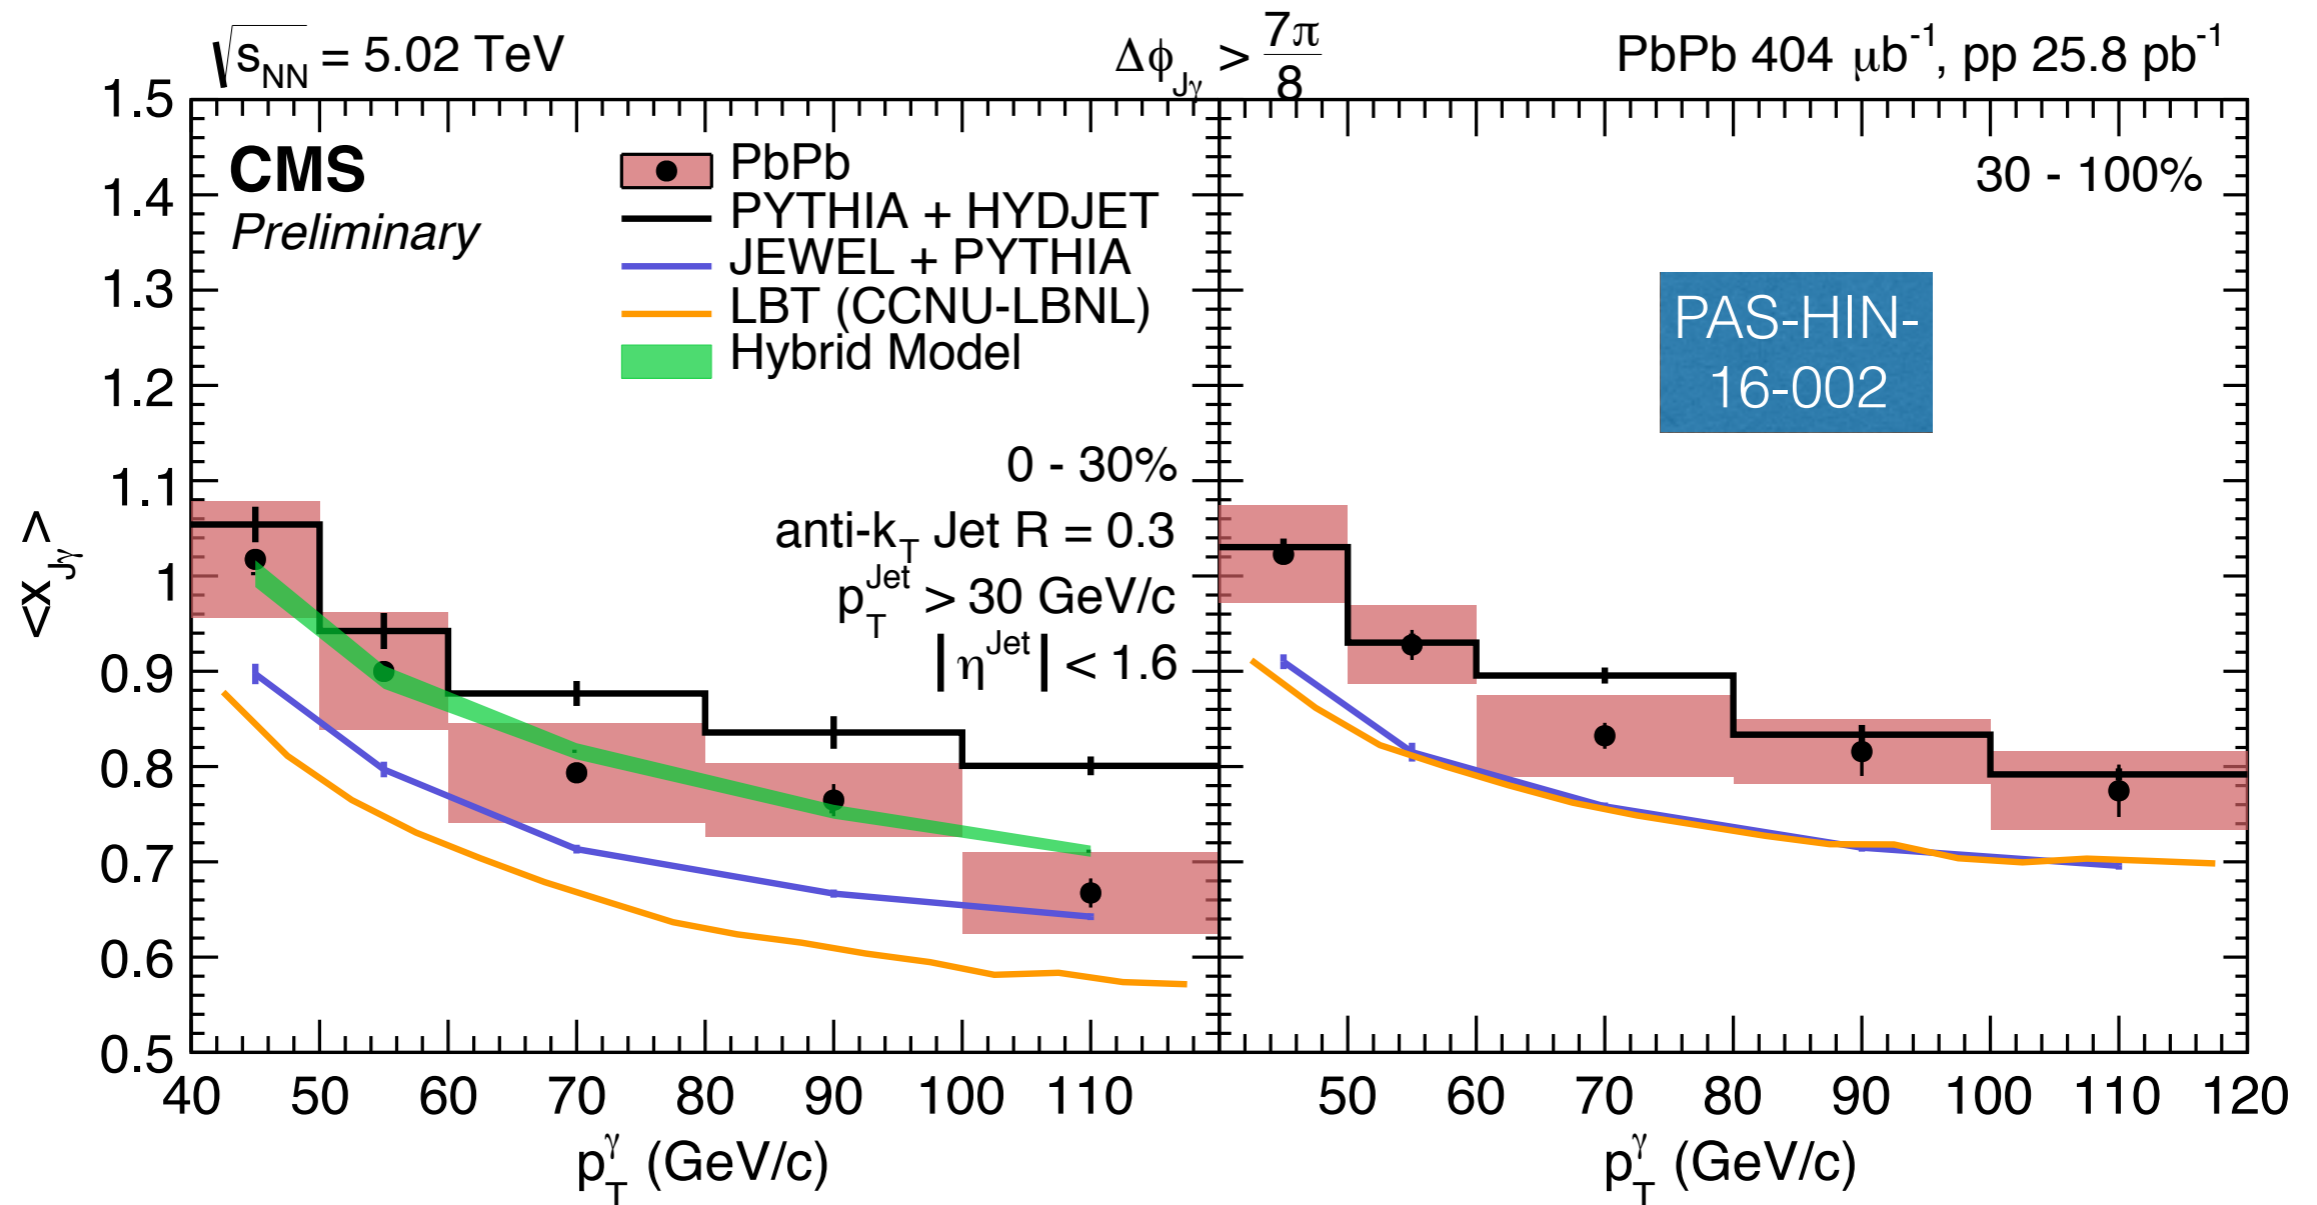 √s_NN = 5.02 TeV
Δϕ_Jγ > 7π/8
PbPb 404 μb⁻¹, pp 25.8 pb⁻¹
CMS
Preliminary
PbPb
PYTHIA + HYDJET
JEWEL + PYTHIA
LBT (CCNU-LBNL)
Hybrid Model
0 - 30%
anti-k_T Jet R = 0.3
p_T^Jet > 30 GeV/c
|η^Jet| < 1.6
30 - 100%
PAS-HIN-
16-002
<x_Jγ>
1.5
1.4
1.3
1.2
1.1
1
0.9
0.8
0.7
0.6
0.5
40 50 60 70 80 90 100 110
50 60 70 80 90 100 110 120
p_T^γ (GeV/c)
p_T^γ (GeV/c)